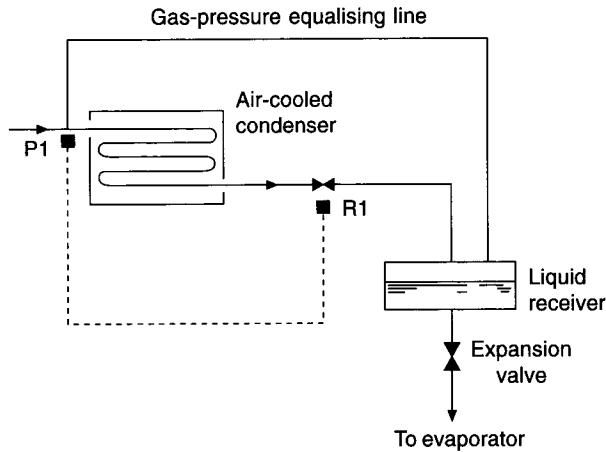 Gas-pressure equalising line
Air-cooled
condenser
P1
R1
Liquid
receiver
Expansion
valve
To evaporator